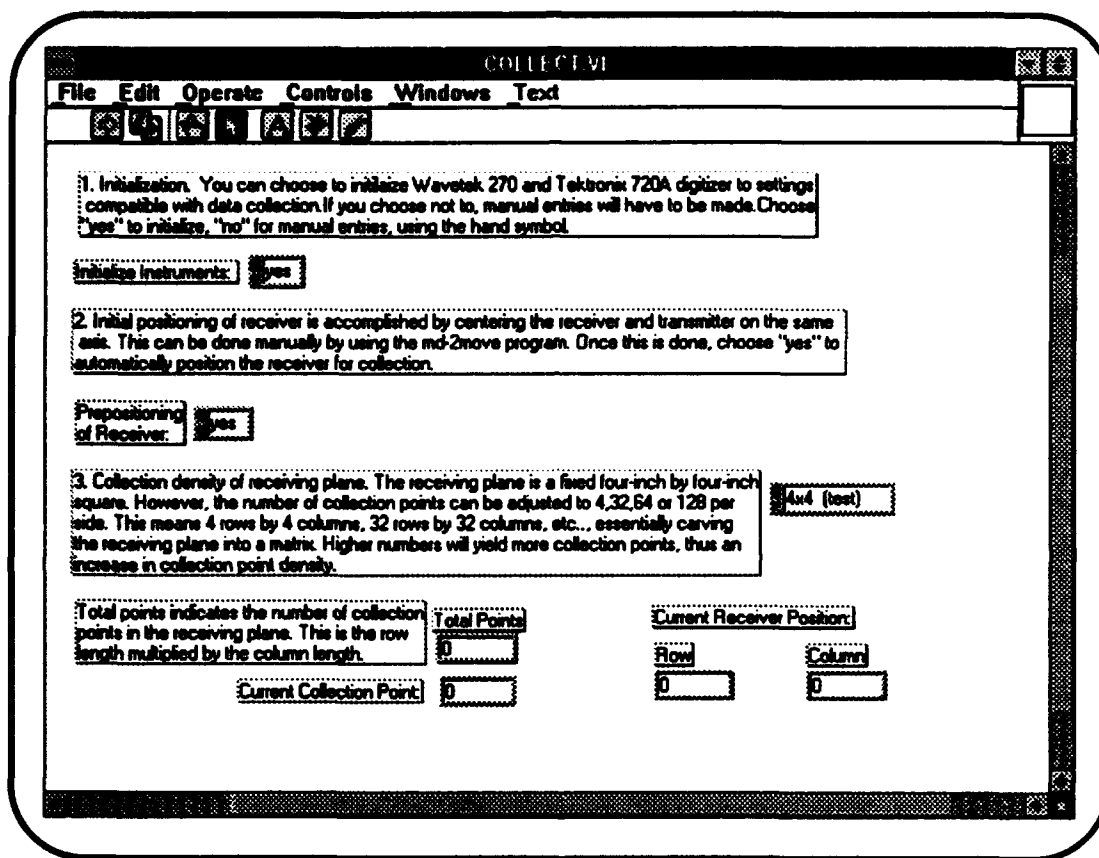 COLLECT.VI
File Edit Operate Controls Windows Text
1. Initialization. You can choose to initilaize Wavetek 270 and Tektronix 720A digitizer to settings
compatible with data collection.If you choose not to, manual entries will have to be made.Choose
"yes" to initialize, "no" for manual entries, using the hand symbol.
Initialize Instruments: yes
2. Initial positioning of receiver is accomplished by centering the receiver and transmitter on the same
axis. This can be done manually by using the md-2move program. Once this is done, choose "yes" to
automatically position the receiver for collection.
Prepositioning
of Receiver: yes
3. Collection density of receiving plane. The receiving plane is a fixed four-inch by four-inch
square. However, the number of collection points can be adjusted to 4,32,64 or 128 per
side. This means 4 rows by 4 columns, 32 rows by 32 columns, etc.., essentially carving
the receiving plane into a matrix. Higher numbers will yield more collection points, thus an
increase in collection point density.
4x4 (test)
Total points indicates the number of collection
points in the receiving plane. This is the row
length multiplied by the column length.
Total Points
0
Current Collection Point: 0
Current Receiver Position:
Row Column
0 0